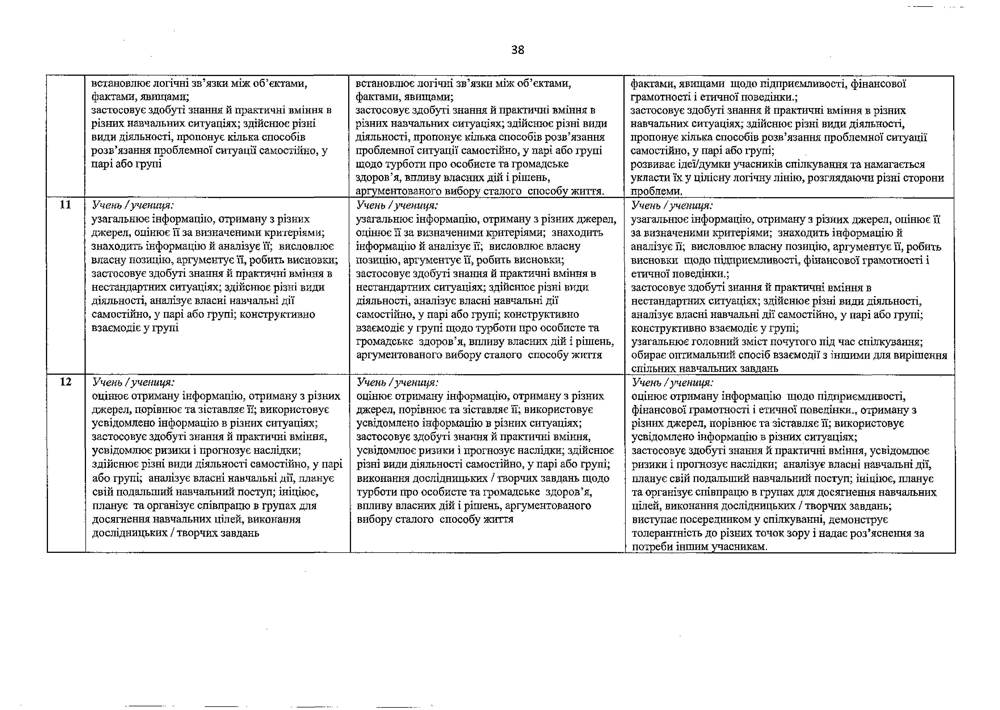 38
встановлює логічні зв’язки між об’єктами,
фактами, явищами;
застосовує здобуті знання й практичні вміння в
різних навчальних ситуаціях; здійснює різні
види діяльності, пропонує кілька способів
розв’язання проблемної ситуації самостійно, у
парі або групі
встановлює логічні зв’язки між об’єктами,
фактами, явищами;
застосовує здобуті знання й практичні вміння в
різних навчальних ситуаціях; здійснює різні види
діяльності, пропонує кілька способів розв’язання
проблемної ситуації самостійно, у парі або групі
щодо турботи про особисте та громадське
здоров’я, впливу власних дій і рішень,
аргументованого вибору сталого способу життя.
фактами, явищами щодо підприємливості, фінансової
грамотності і етичної поведінки.;
застосовує здобуті знання й практичні вміння в різних
навчальних ситуаціях; здійснює різні види діяльності,
пропонує кілька способів розв’язання проблемної ситуації
самостійно, у парі або групі;
розвиває ідеї/думки учасників спілкування та намагається
укласти їх у цілісну логічну лінію, розглядаючи різні сторони
проблеми.
11
Учень / учениця:
узагальнює інформацію, отриману з різних
джерел, оцінює її за визначеними критеріями;
знаходить інформацію й аналізує її; висловлює
власну позицію, аргументує її, робить висновки;
застосовує здобуті знання й практичні вміння в
нестандартних ситуаціях; здійснює різні види
діяльності, аналізує власні навчальні дії
самостійно, у парі або групі; конструктивно
взаємодіє у групі
Учень / учениця:
узагальнює інформацію, отриману з різних джерел,
оцінює її за визначеними критеріями; знаходить
інформацію й аналізує її; висловлює власну
позицію, аргументує її, робить висновки;
застосовує здобуті знання й практичні вміння в
нестандартних ситуаціях; здійснює різні види
діяльності, аналізує власні навчальні дії
самостійно, у парі або групі; конструктивно
взаємодіє у групі щодо турботи про особисте та
громадське здоров’я, впливу власних дій і рішень,
аргументованого вибору сталого способу життя
Учень / учениця:
узагальнює інформацію, отриману з різних джерел, оцінює її
за визначеними критеріями; знаходить інформацію й
аналізує її; висловлює власну позицію, аргументує її, робить
висновки щодо підприємливості, фінансової грамотності і
етичної поведінки.;
застосовує здобуті знання й практичні вміння в
нестандартних ситуаціях; здійснює різні види діяльності,
аналізує власні навчальні дії самостійно, у парі або групі;
конструктивно взаємодіє у групі;
узагальнює головний зміст почутого під час спілкування;
обирає оптимальний спосіб взаємодії з іншими для вирішення
спільних навчальних завдань
12
Учень / учениця:
оцінює отриману інформацію, отриману з різних
джерел, порівнює та зіставляє її; використовує
усвідомлено інформацію в різних ситуаціях;
застосовує здобуті знання й практичні вміння,
усвідомлює ризики і прогнозує наслідки;
здійснює різні види діяльності самостійно, у парі
або групі; аналізує власні навчальні дії, планує
свій подальший навчальний поступ; ініціює,
планує та організує співпрацю в групах для
досягнення навчальних цілей, виконання
дослідницьких / творчих завдань
Учень / учениця:
оцінює отриману інформацію, отриману з різних
джерел, порівнює та зіставляє її; використовує
усвідомлено інформацію в різних ситуаціях;
застосовує здобуті знання й практичні вміння,
усвідомлює ризики і прогнозує наслідки; здійснює
різні види діяльності самостійно, у парі або групі;
виконання дослідницьких / творчих завдань щодо
турботи про особисте та громадське здоров’я,
впливу власних дій і рішень, аргументованого
вибору сталого способу життя
Учень / учениця:
оцінює отриману інформацію щодо підприємливості,
фінансової грамотності і етичної поведінки., отриману з
різних джерел, порівнює та зіставляє її; використовує
усвідомлено інформацію в різних ситуаціях;
застосовує здобуті знання й практичні вміння, усвідомлює
ризики і прогнозує наслідки; аналізує власні навчальні дії,
планує свій подальший навчальний поступ; ініціює, планує
та організує співпрацю в групах для досягнення навчальних
цілей, виконання дослідницьких / творчих завдань;
виступає посередником у спілкуванні, демонструє
толерантність до різних точок зору і надає роз’яснення за
потреби іншим учасникам.